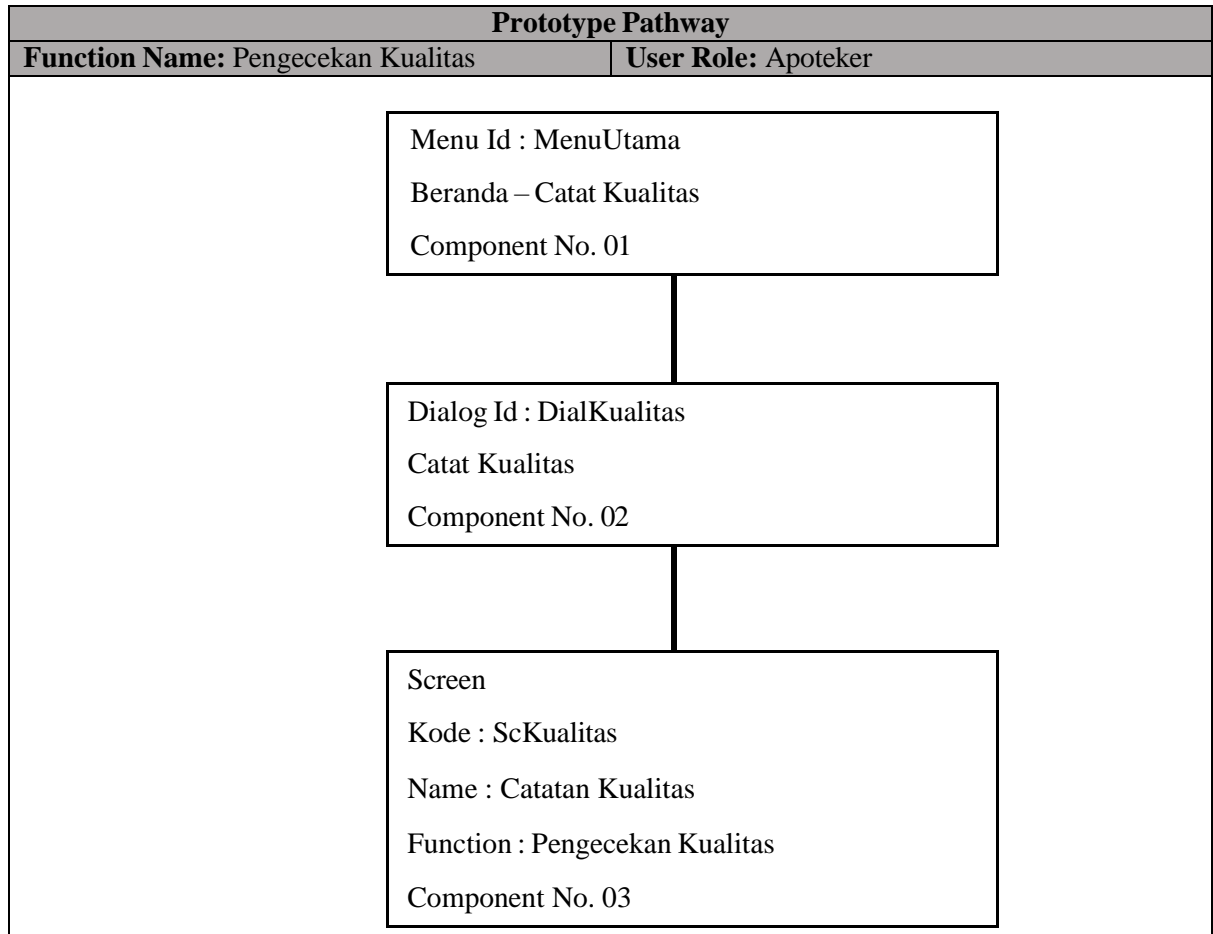 Prototype Pathway
Function Name: Pengecekan Kualitas User Role: Apoteker
Menu Id : MenuUtama
Beranda – Catat Kualitas
Component No. 01
Dialog Id : DialKualitas
Catat Kualitas
Component No. 02
Screen
Kode : ScKualitas
Name : Catatan Kualitas
Function : Pengecekan Kualitas
Component No. 03